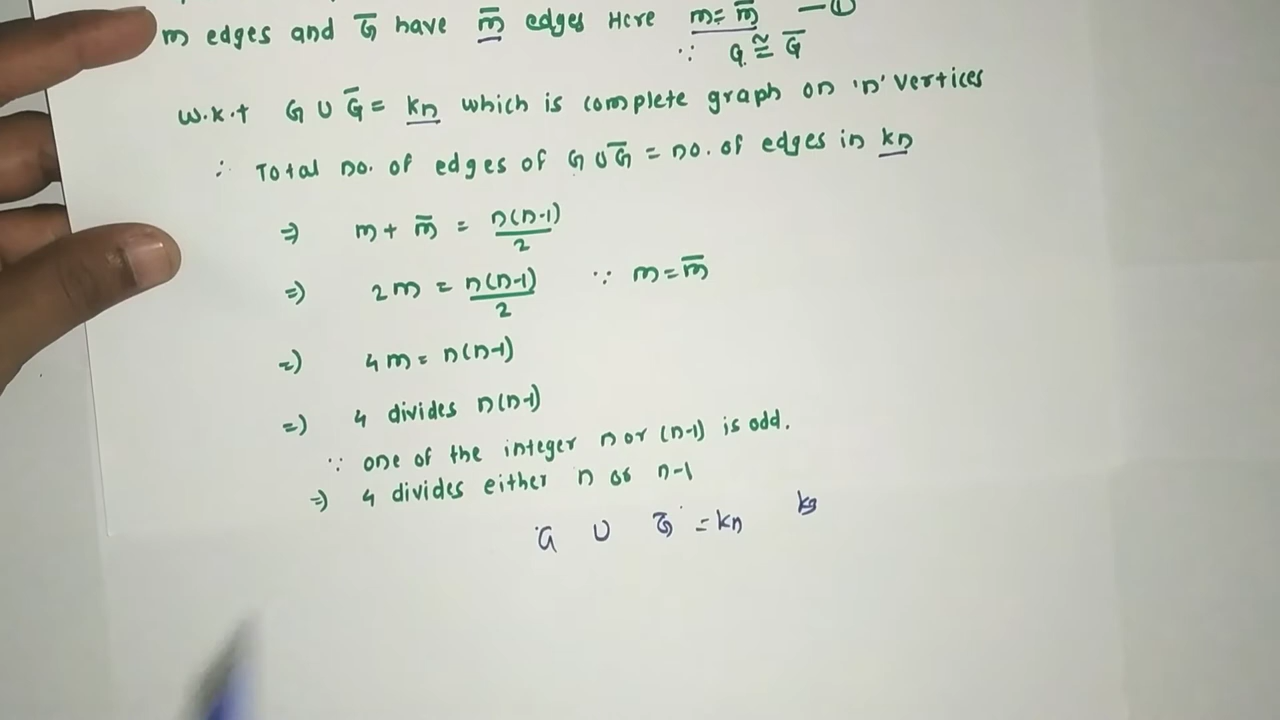 m edges and G̅ have m̅ edges Here m = m̅ —①
∵ G ≅ G̅
w.k.t G ∪ G̅ = kn which is complete graph on 'n' vertices
∴ Total no. of edges of G ∪ G̅ = no. of edges in kn
⇒ m + m̅ = n(n-1)/2
⇒ 2m = n(n-1)/2 ∵ m = m̅
⇒ 4m = n(n-1)
⇒ 4 divides n(n-1)
∵ one of the integer n or (n-1) is odd.
⇒ 4 divides either n or n-1
G ∪ G̅ = kn